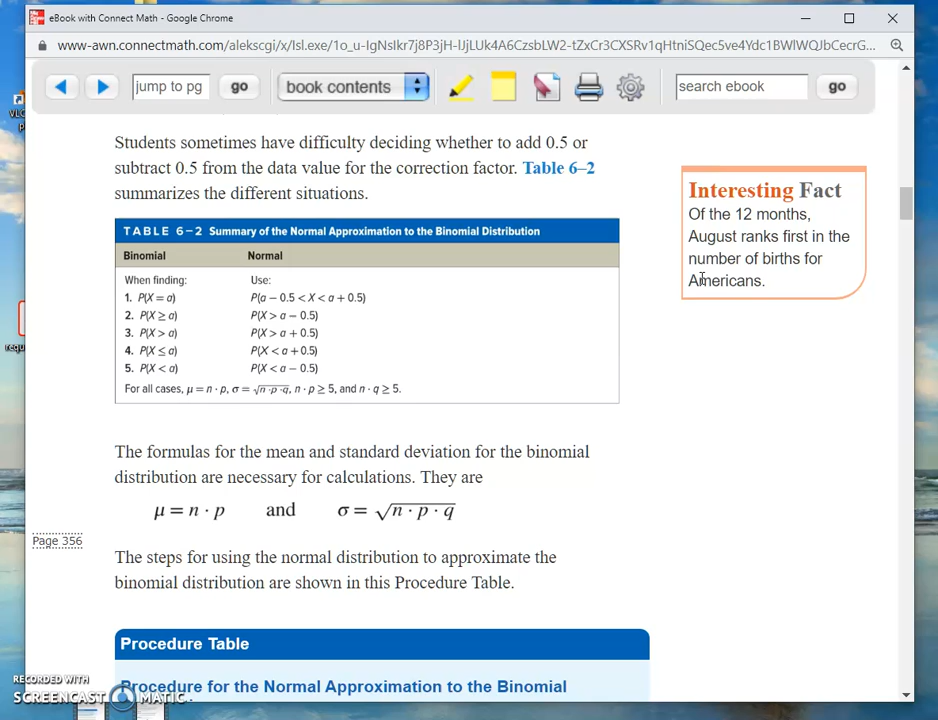 eBook with Connect Math - Google Chrome
www-awn.connectmath.com/alekscgi/x/Isl.exe/1o_u-IgNsIkr7j8P3jH-IJjLUk4A6CzsbLW2-tZxCr3CXSRv1qHtniSQec5ve4Ydc1BWlWQJbCecrG...
jump to pg go book contents search ebook go
Students sometimes have difficulty deciding whether to add 0.5 or
subtract 0.5 from the data value for the correction factor. Table 6–2
summarizes the different situations.
TABLE 6–2 Summary of the Normal Approximation to the Binomial Distribution
Binomial Normal
When finding: Use:
1. P(X = a) P(a − 0.5 < X < a + 0.5)
2. P(X ≥ a) P(X > a − 0.5)
3. P(X > a) P(X > a + 0.5)
4. P(X ≤ a) P(X < a + 0.5)
5. P(X < a) P(X < a − 0.5)
For all cases, μ = n · p, σ = √n · p · q, n · p ≥ 5, and n · q ≥ 5.
Interesting Fact
Of the 12 months,
August ranks first in the
number of births for
Americans.
The formulas for the mean and standard deviation for the binomial
distribution are necessary for calculations. They are
μ = n · p and σ = √n · p · q
Page 356
The steps for using the normal distribution to approximate the
binomial distribution are shown in this Procedure Table.
Procedure Table
Procedure for the Normal Approximation to the Binomial
RECORDED WITH
SCREENCAST MATIC